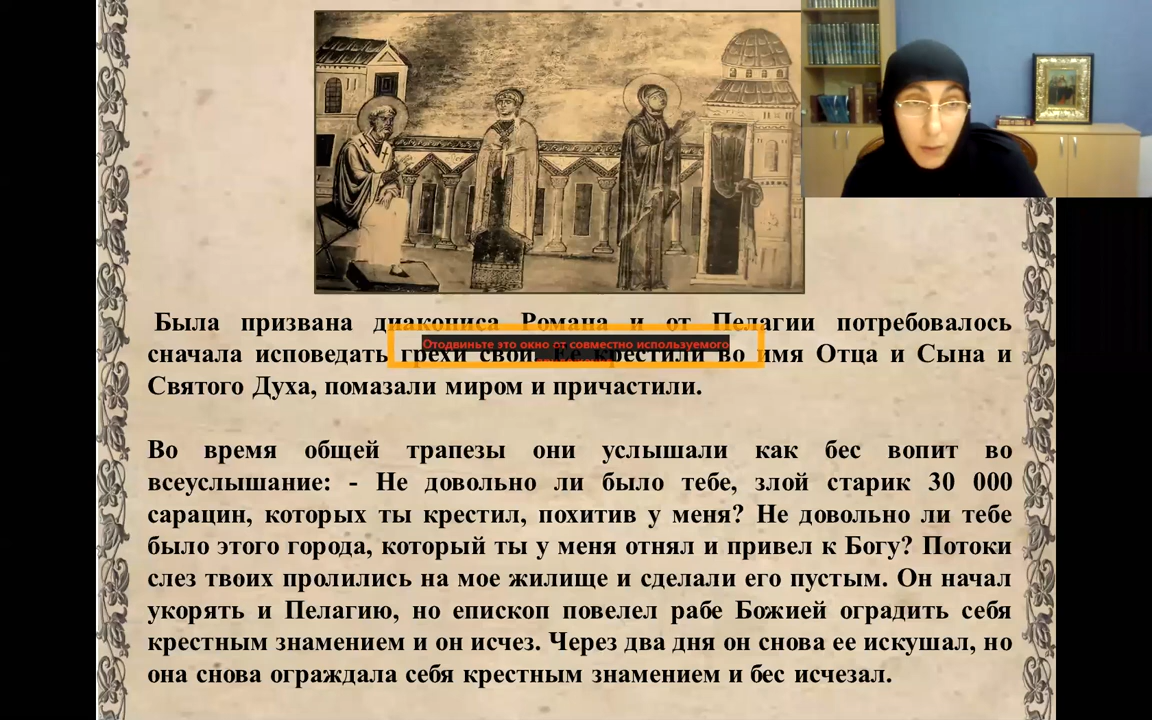 Была призвана диакониса Романа и от Пелагии потребовалось
сначала исповедать грехи свои. Ее крестили во имя Отца и Сына и
Отодвиньте это окно от совместно используемого
Святого Духа, помазали миром и причастили.
Во время общей трапезы они услышали как бес вопит во
всеуслышание: - Не довольно ли было тебе, злой старик 30 000
сарацин, которых ты крестил, похитив у меня? Не довольно ли тебе
было этого города, который ты у меня отнял и привел к Богу? Потоки
слез твоих пролились на мое жилище и сделали его пустым. Он начал
укорять и Пелагию, но епископ повелел рабе Божией оградить себя
крестным знамением и он исчез. Через два дня он снова ее искушал, но
она снова ограждала себя крестным знамением и бес исчезал.